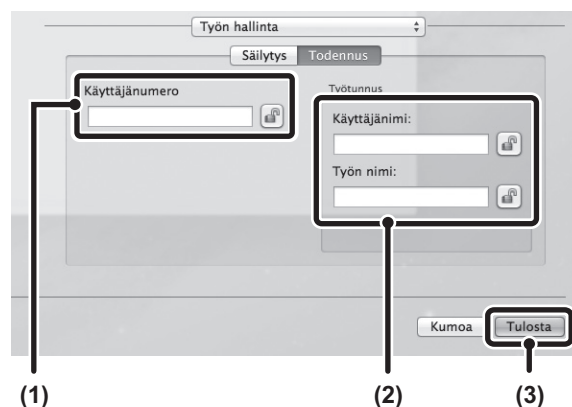 Työn hallinta
Säilytys Todennus
Käyttäjänumero
Työtunnus
Käyttäjänimi:
Työn nimi:
Kumoa Tulosta
(1) (2) (3)